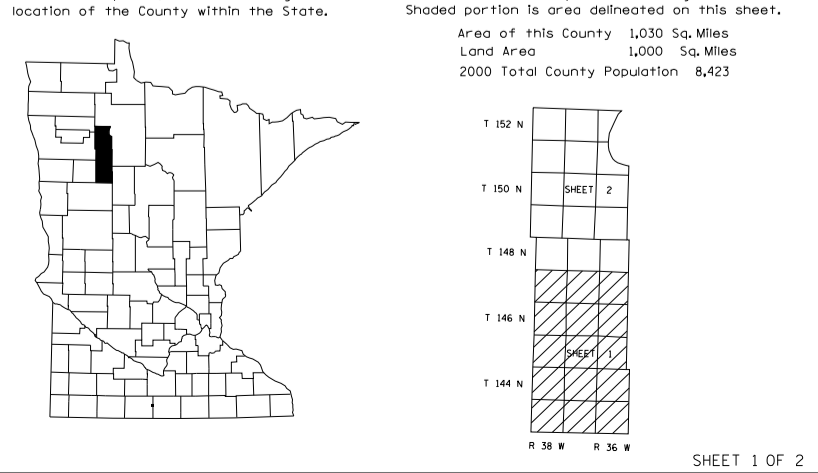 location of the County within the State.
Shaded portion is area delineated on this sheet.
Area of this County 1,030 Sq. Miles
Land Area 1,000 Sq. Miles
2000 Total County Population 8,423
T 152 N
T 150 N
SHEET 2
T 148 N
T 146 N
SHEET 1
T 144 N
R 38 W R 36 W
SHEET 1 OF 2